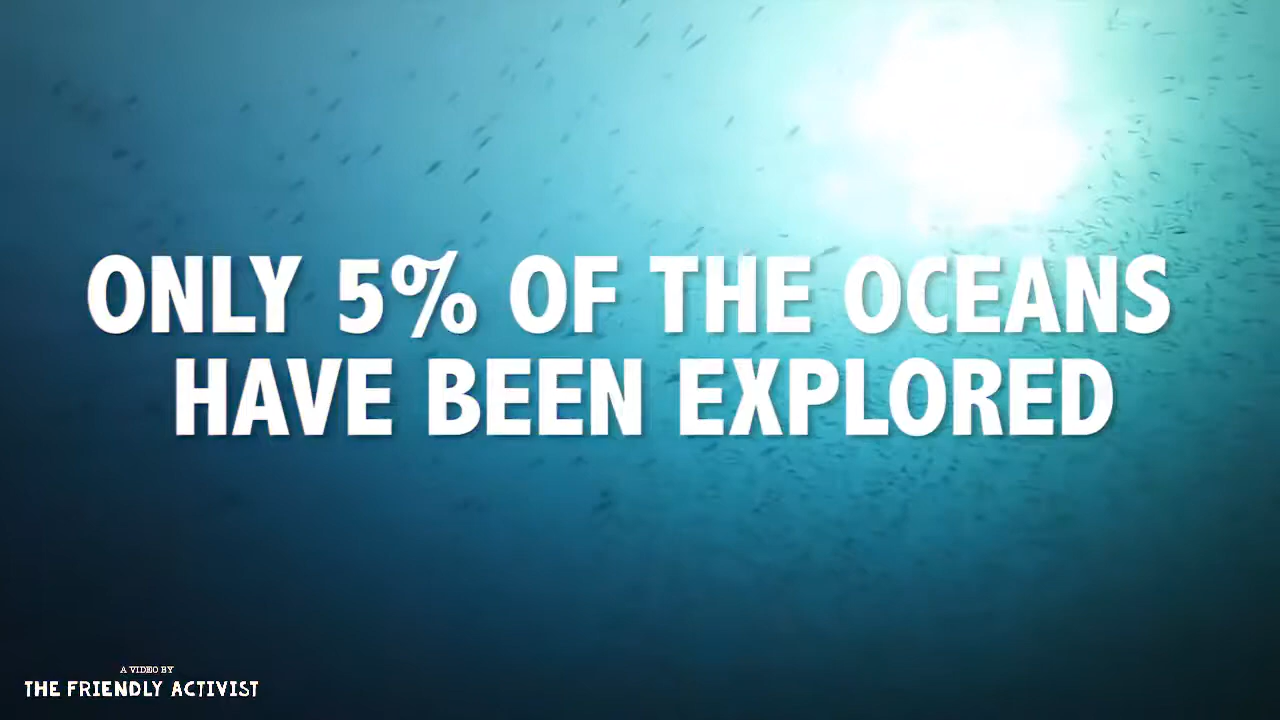 ONLY 5% OF THE OCEANS
HAVE BEEN EXPLORED
A VIDEO BY
THE FRIENDLY ACTIVIST